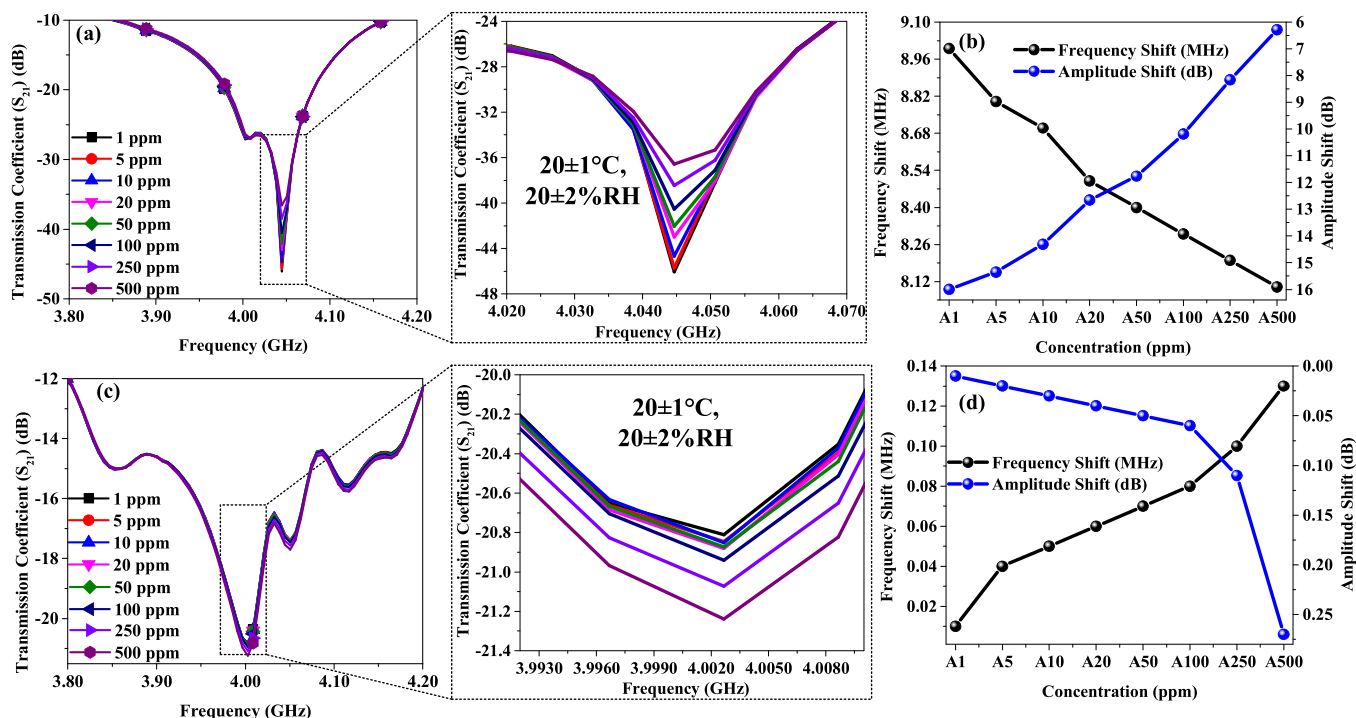 (a)
-10
-20
-30
-40
-50
Transmission Coefficient (S21) (dB)
1 ppm
5 ppm
10 ppm
20 ppm
50 ppm
100 ppm
250 ppm
500 ppm
3.80 3.90 4.00 4.10 4.20
Frequency (GHz)
-24
-28
-32
-36
-40
-44
-48
Transmission Coefficient (S21) (dB)
20±1°C,
20±2%RH
4.020 4.030 4.040 4.050 4.060 4.070
Frequency (GHz)
(b)
9.10
8.96
8.82
8.68
8.54
8.40
8.26
8.12
Frequency Shift (MHz)
Frequency Shift (MHz)
Amplitude Shift (dB)
6
7
8
9
10
11
12
13
14
15
16
Amplitude Shift (dB)
A1 A5 A10 A20 A50 A100 A250 A500
Concentration (ppm)
(c)
-12
-14
-16
-18
-20
Transmission Coefficient (S21) (dB)
1 ppm
5 ppm
10 ppm
20 ppm
50 ppm
100 ppm
250 ppm
500 ppm
3.80 3.90 4.00 4.10 4.20
Frequency (GHz)
-20.0
-20.2
-20.4
-20.6
-20.8
-21.0
-21.2
-21.4
Transmission Coefficient (S21) (dB)
20±1°C,
20±2%RH
3.9930 3.9960 3.9990 4.0020 4.0050 4.0080
Frequency (GHz)
(d)
0.14
0.12
0.10
0.08
0.06
0.04
0.02
Frequency Shift (MHz)
Frequency Shift (MHz)
Amplitude Shift (dB)
0.00
0.05
0.10
0.15
0.20
0.25
Amplitude Shift (dB)
A1 A5 A10 A20 A50 A100 A250 A500
Concentration (ppm)